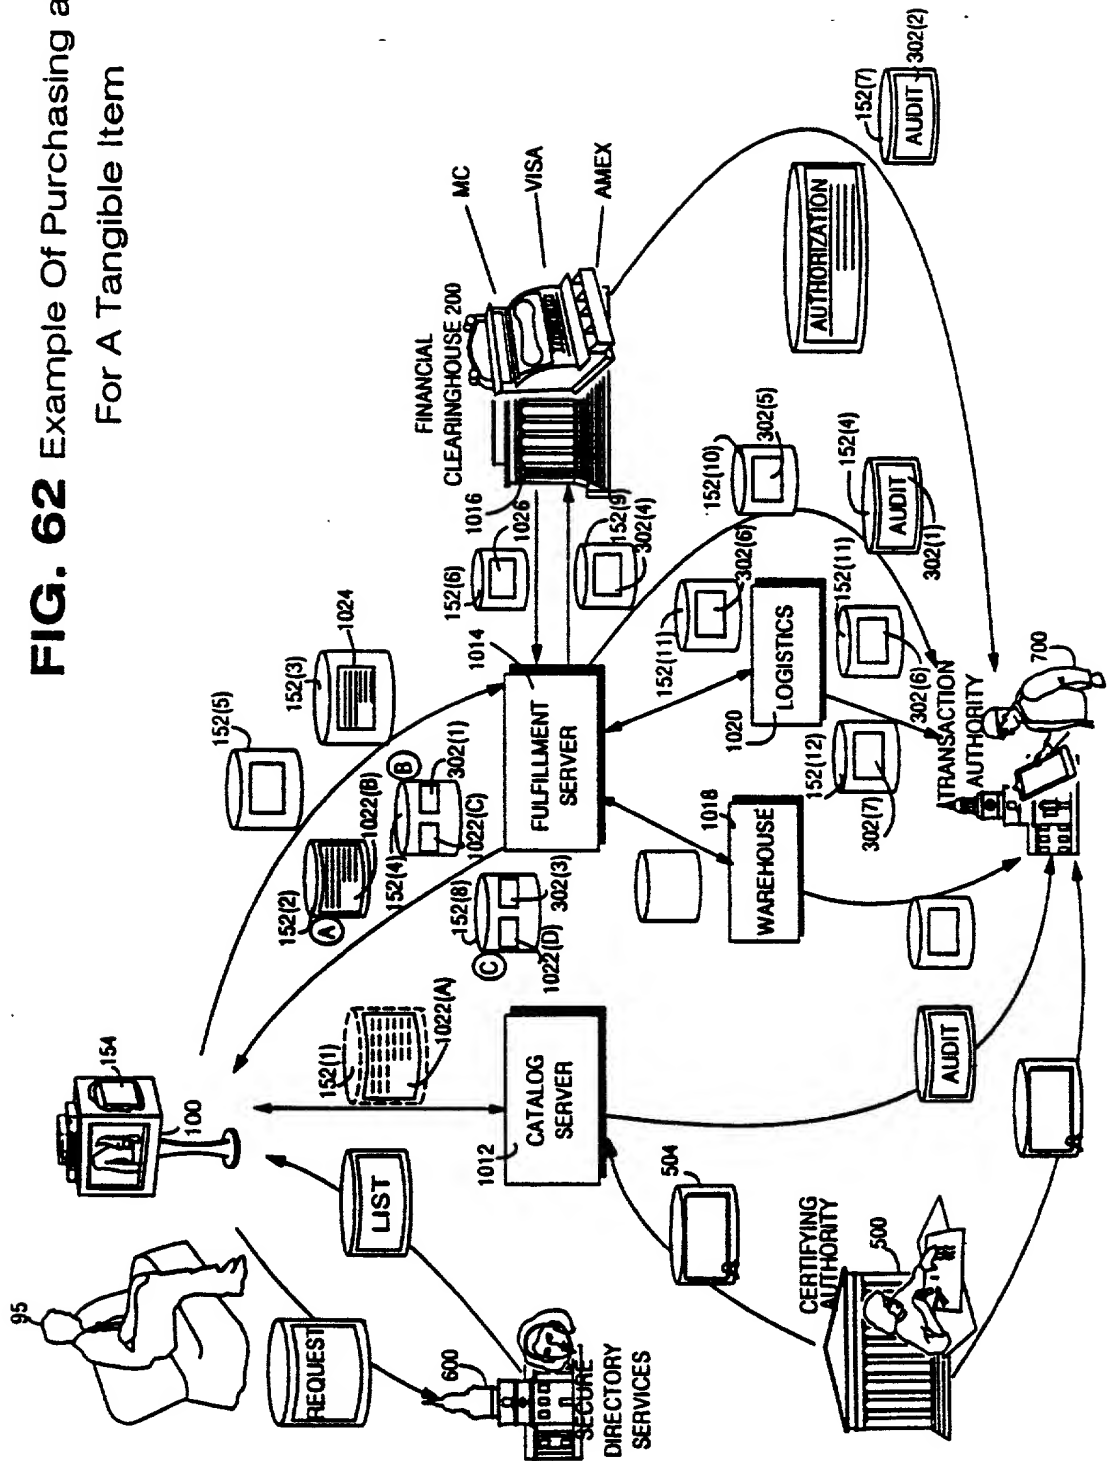 FIG. 62 Example Of Purchasing a
For A Tangible Item
95
154
100
REQUEST
LIST
600
SECURE
DIRECTORY
SERVICES
152(1)
1022(A)
1012
CATALOG
SERVER
504
CERTIFYING
AUTHORITY
500
AUDIT
152(5)
152(3)
1024
152(2)
A
1022(B)
152(4)
B
302(1)
1022(C)
152(8)
C
302(3)
1022(D)
1014
FULFILLMENT
SERVER
152(6)
1026
1016
FINANCIAL
CLEARINGHOUSE 200
MC
VISA
AMEX
152(9)
302(4)
152(10)
302(5)
152(11)
302(6)
1020
LOGISTICS
1018
WAREHOUSE
152(4)
AUDIT
302(1)
152(11)
302(6)
152(12)
302(7)
TRANSACTION
AUTHORITY
700
AUTHORIZATION
152(7)
AUDIT
302(2)